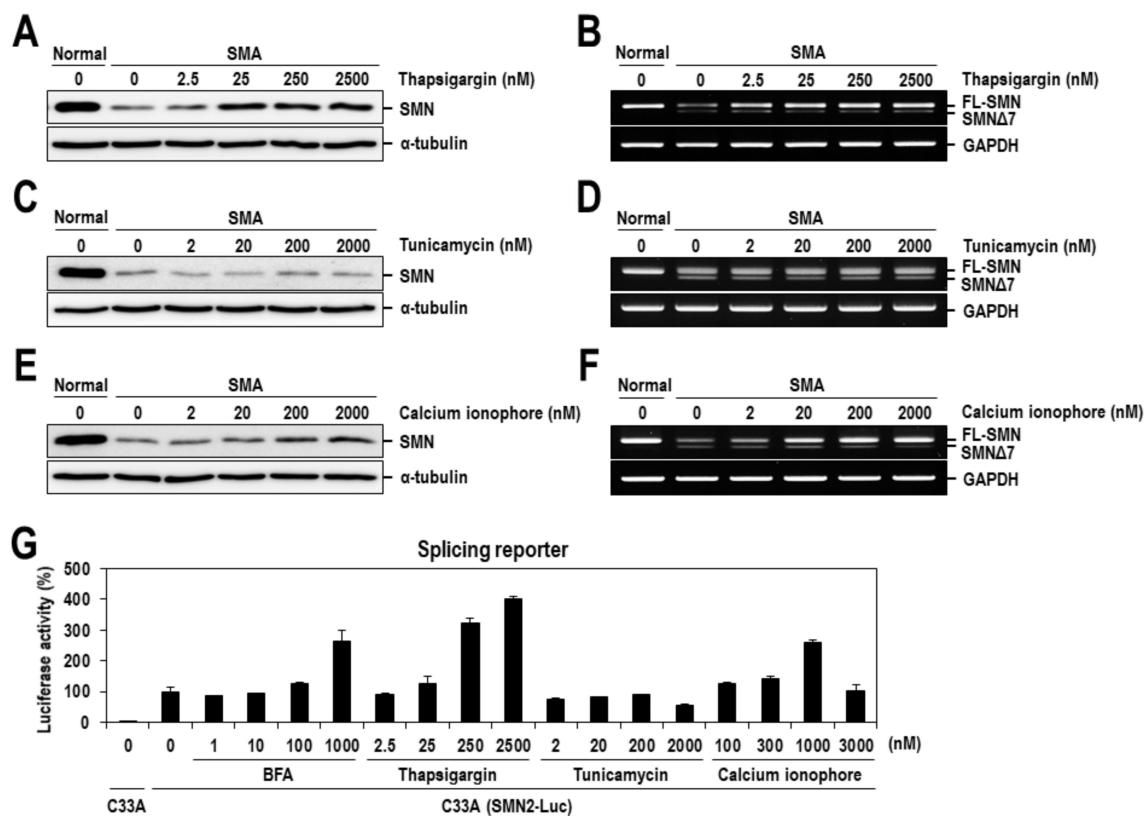 A
Normal SMA
0 0 2.5 25 250 2500 Thapsigargin (nM)
SMN
α-tubulin
B
Normal SMA
0 0 2.5 25 250 2500 Thapsigargin (nM)
FL-SMN
SMNΔ7
GAPDH
C
Normal SMA
0 0 2 20 200 2000 Tunicamycin (nM)
SMN
α-tubulin
D
Normal SMA
0 0 2 20 200 2000 Tunicamycin (nM)
FL-SMN
SMNΔ7
GAPDH
E
Normal SMA
0 0 2 20 200 2000 Calcium ionophore (nM)
SMN
α-tubulin
F
Normal SMA
0 0 2 20 200 2000 Calcium ionophore (nM)
FL-SMN
SMNΔ7
GAPDH
G
Splicing reporter
Luciferase activity (%)
500
400
300
200
100
0
0 0 1 10 100 1000 2.5 25 250 2500 2 20 200 2000 100 300 1000 3000 (nM)
BFA Thapsigargin Tunicamycin Calcium ionophore
C33A C33A (SMN2-Luc)